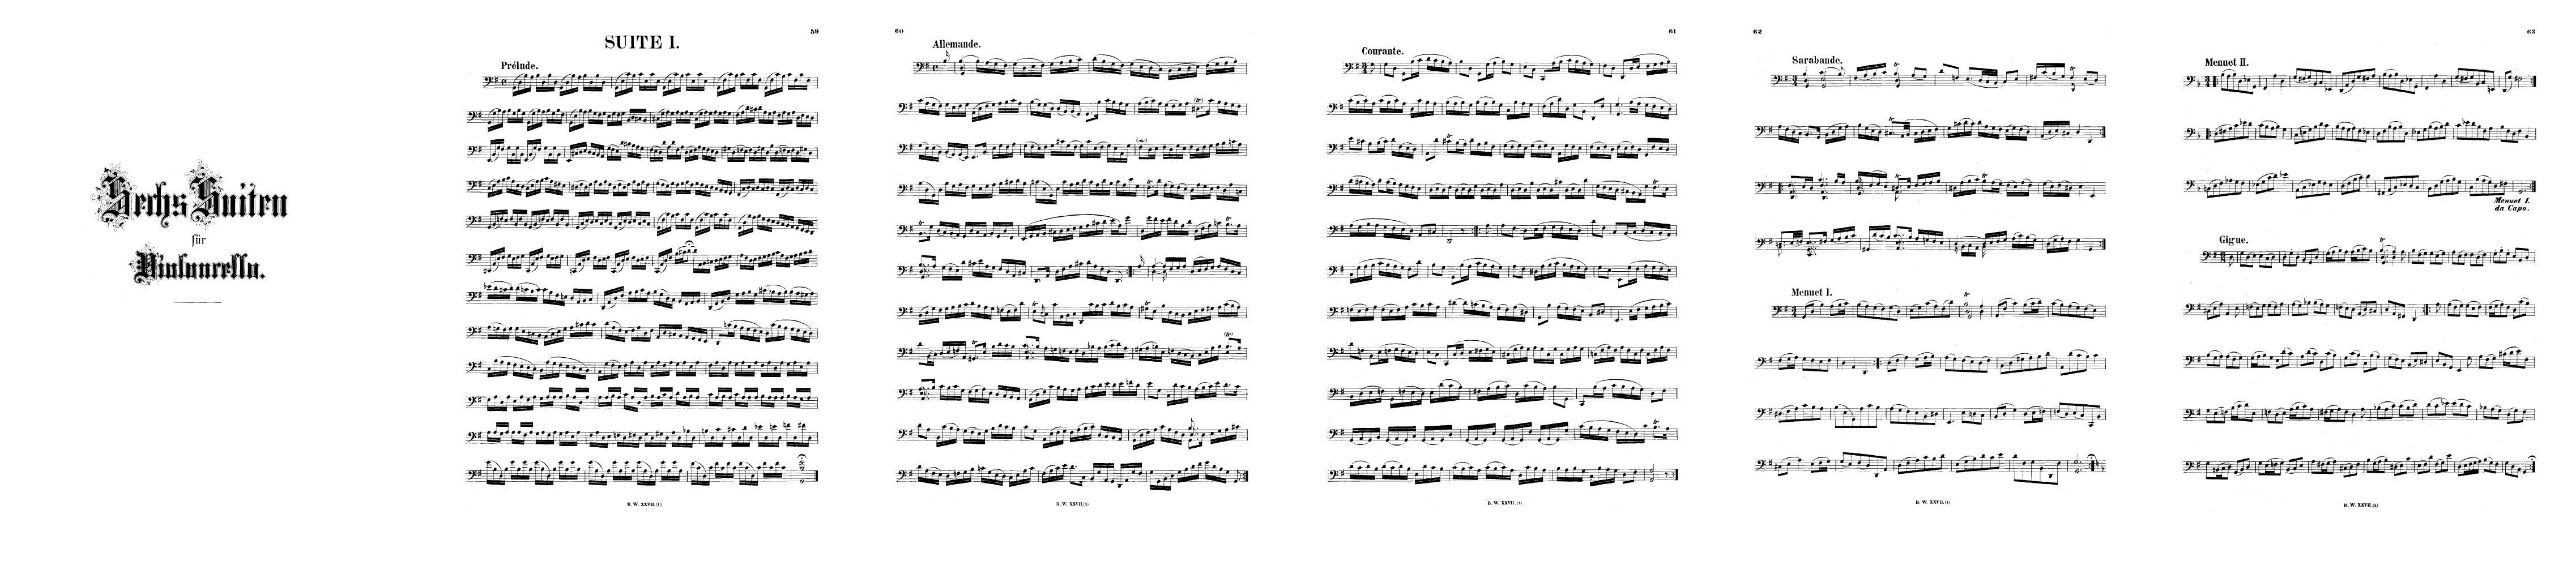 Sechs Suiten
für
Violoncello.
59
SUITE I.
Prélude.
B. W. XXVII.(1)
60
Allemande.
B. W. XXVII.(1)
61
Courante.
B. W. XXVII.(1)
62
Sarabande.
Menuet I.
B. W. XXVII.(1)
63
Menuet II.
Menuet I.
da Capo.
Gigue.
B. W. XXVII.(1)